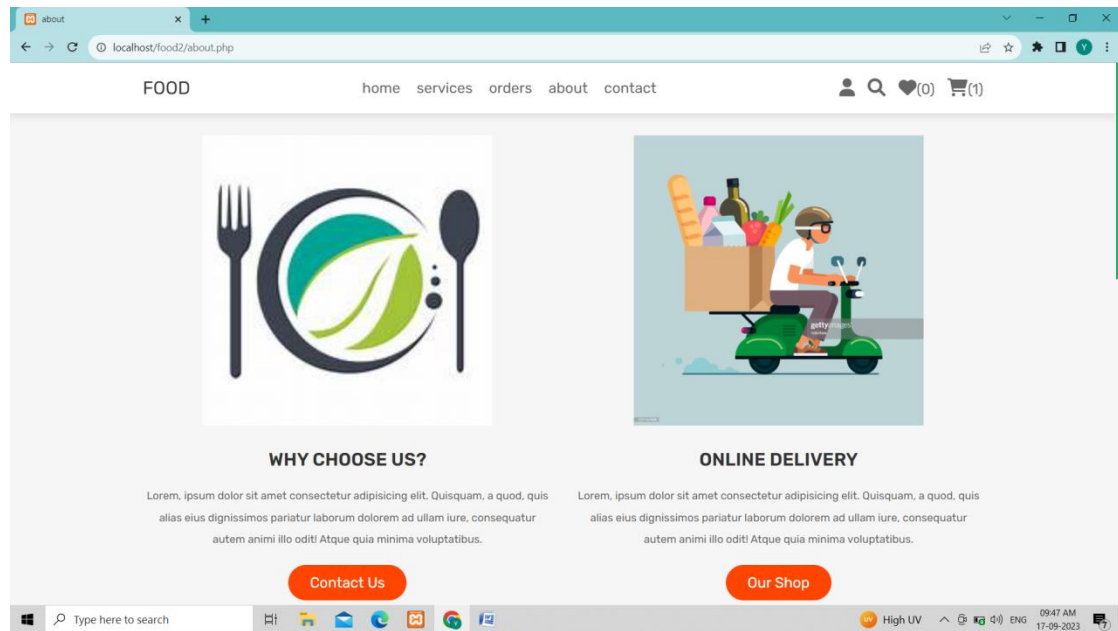 about
localhost/food2/about.php
Y
FOOD
home services orders about contact
(0) (1)
gettyimages
WHY CHOOSE US?
Lorem, ipsum dolor sit amet consectetur adipisicing elit. Quisquam, a quod, quis
alias eius dignissimos pariatur laborum dolorem ad ullam iure, consequatur
autem animi illo odit! Atque quia minima voluptatibus.
Contact Us
ONLINE DELIVERY
Lorem, ipsum dolor sit amet consectetur adipisicing elit. Quisquam, a quod, quis
alias eius dignissimos pariatur laborum dolorem ad ullam iure, consequatur
autem animi illo odit! Atque quia minima voluptatibus.
Our Shop
Type here to search
UV High UV
ENG
09:47 AM
17-09-2023
7